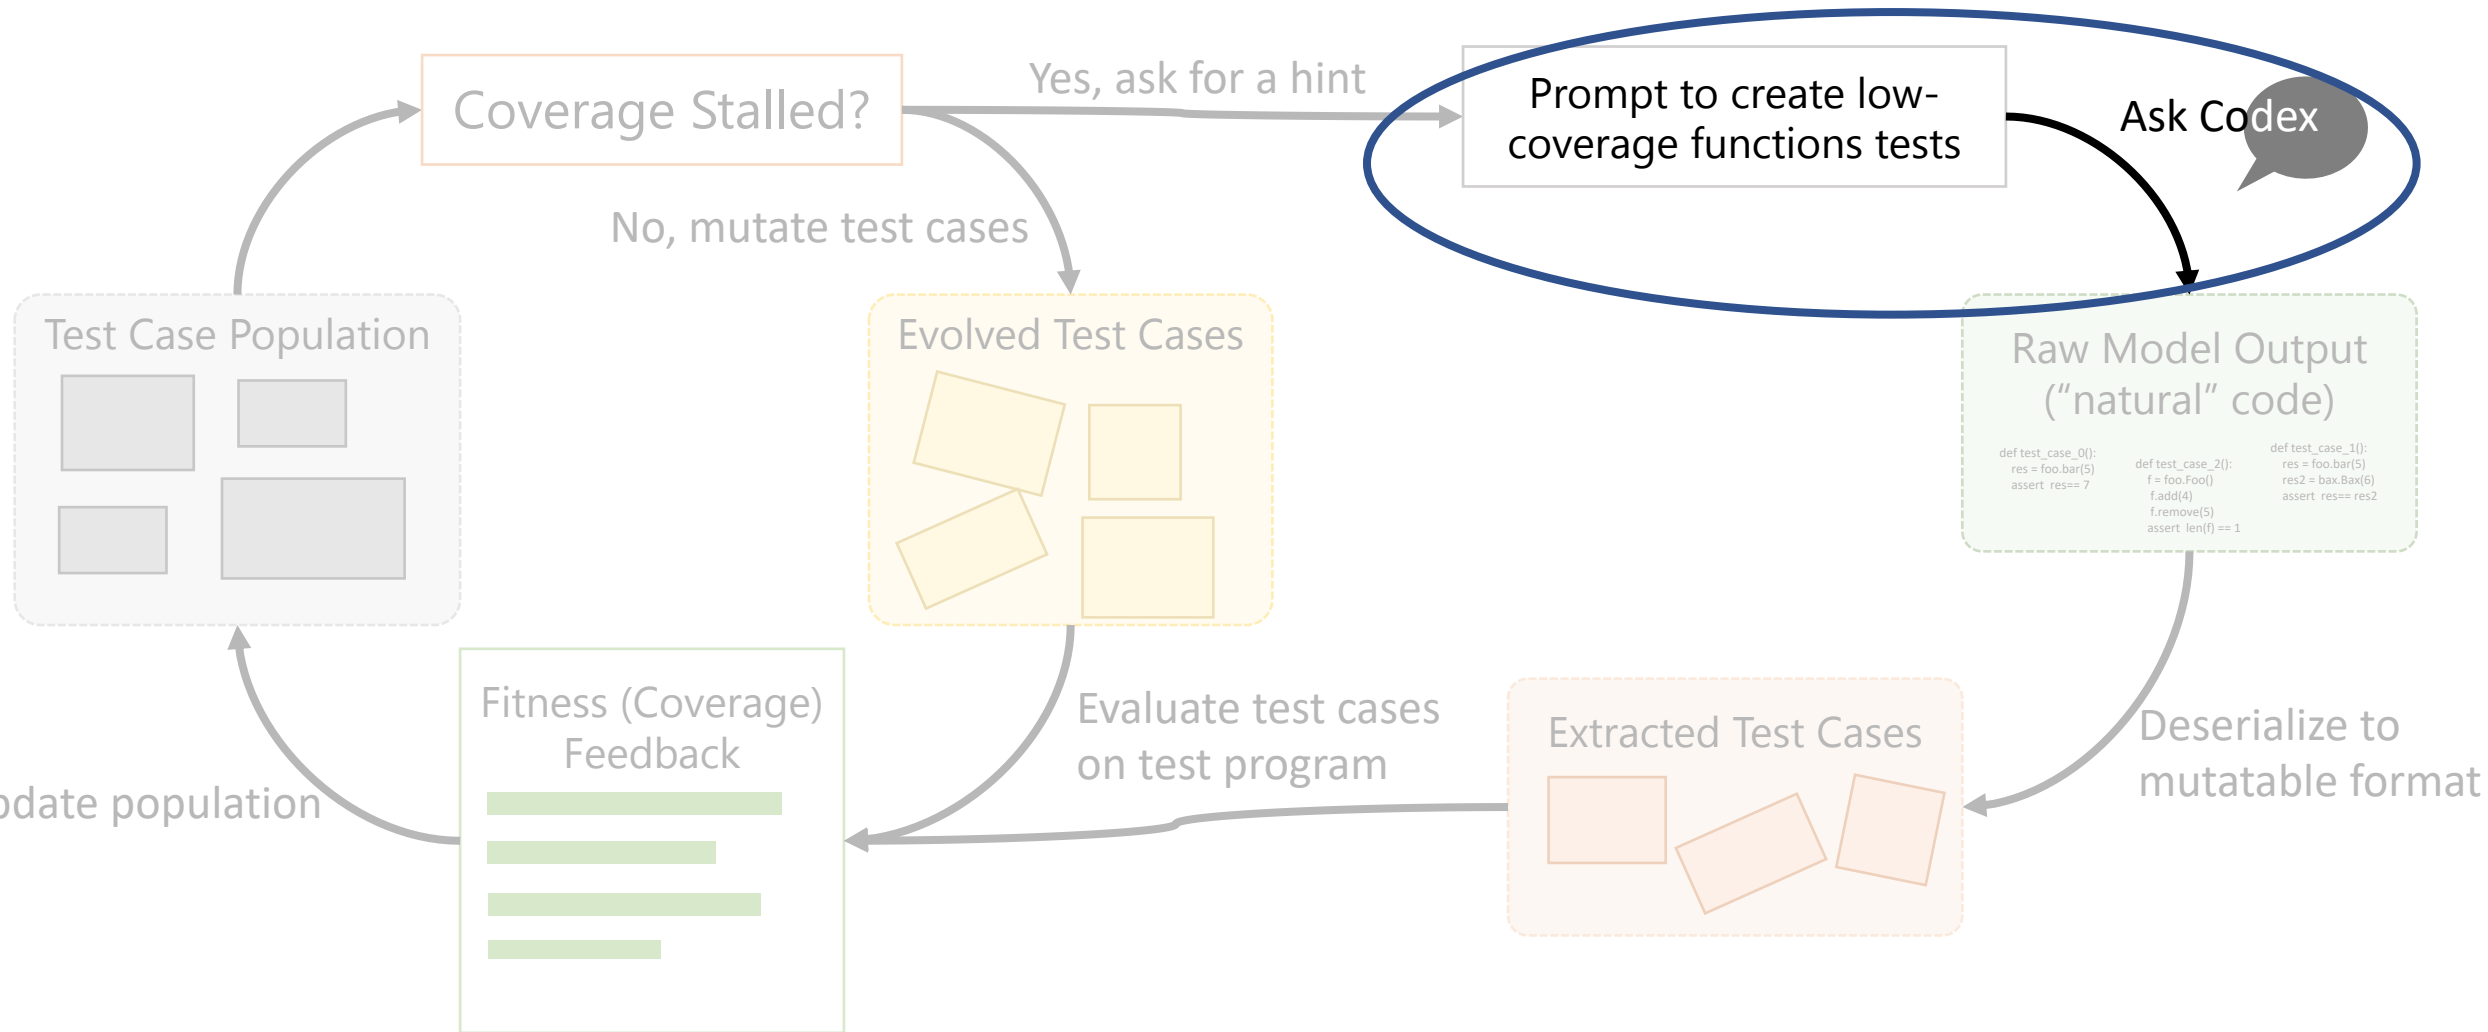 Coverage Stalled?
Yes, ask for a hint
Prompt to create low-
coverage functions tests
Ask Codex
No, mutate test cases
Test Case Population
Evolved Test Cases
Raw Model Output
(“natural” code)
def test_case_0():
res = foo.bar(5)
assert res== 7
def test_case_2():
f = foo.Foo()
f.add(4)
f.remove(5)
assert len(f) == 1
def test_case_1():
res = foo.bar(5)
res2 = bax.Bax(6)
assert res== res2
Fitness (Coverage)
Feedback
Evaluate test cases
on test program
Extracted Test Cases
Deserialize to
mutatable format
pdate population